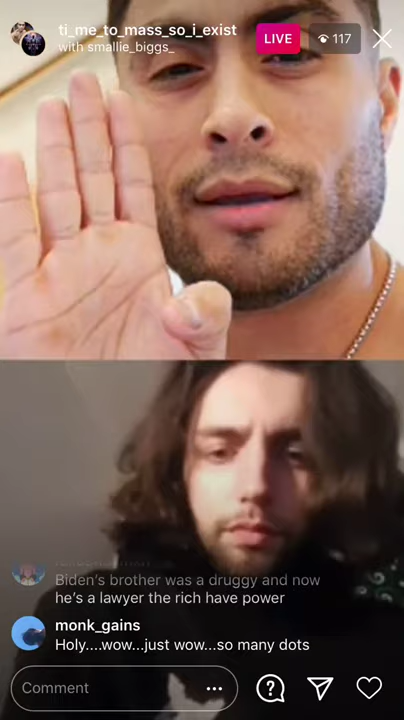 ti_me_to_mass_so_i_exist
with smallie_biggs_
LIVE
117
Biden's brother was a druggy and now
he's a lawyer the rich have power
monk_gains
Holy....wow...just wow...so many dots
Comment